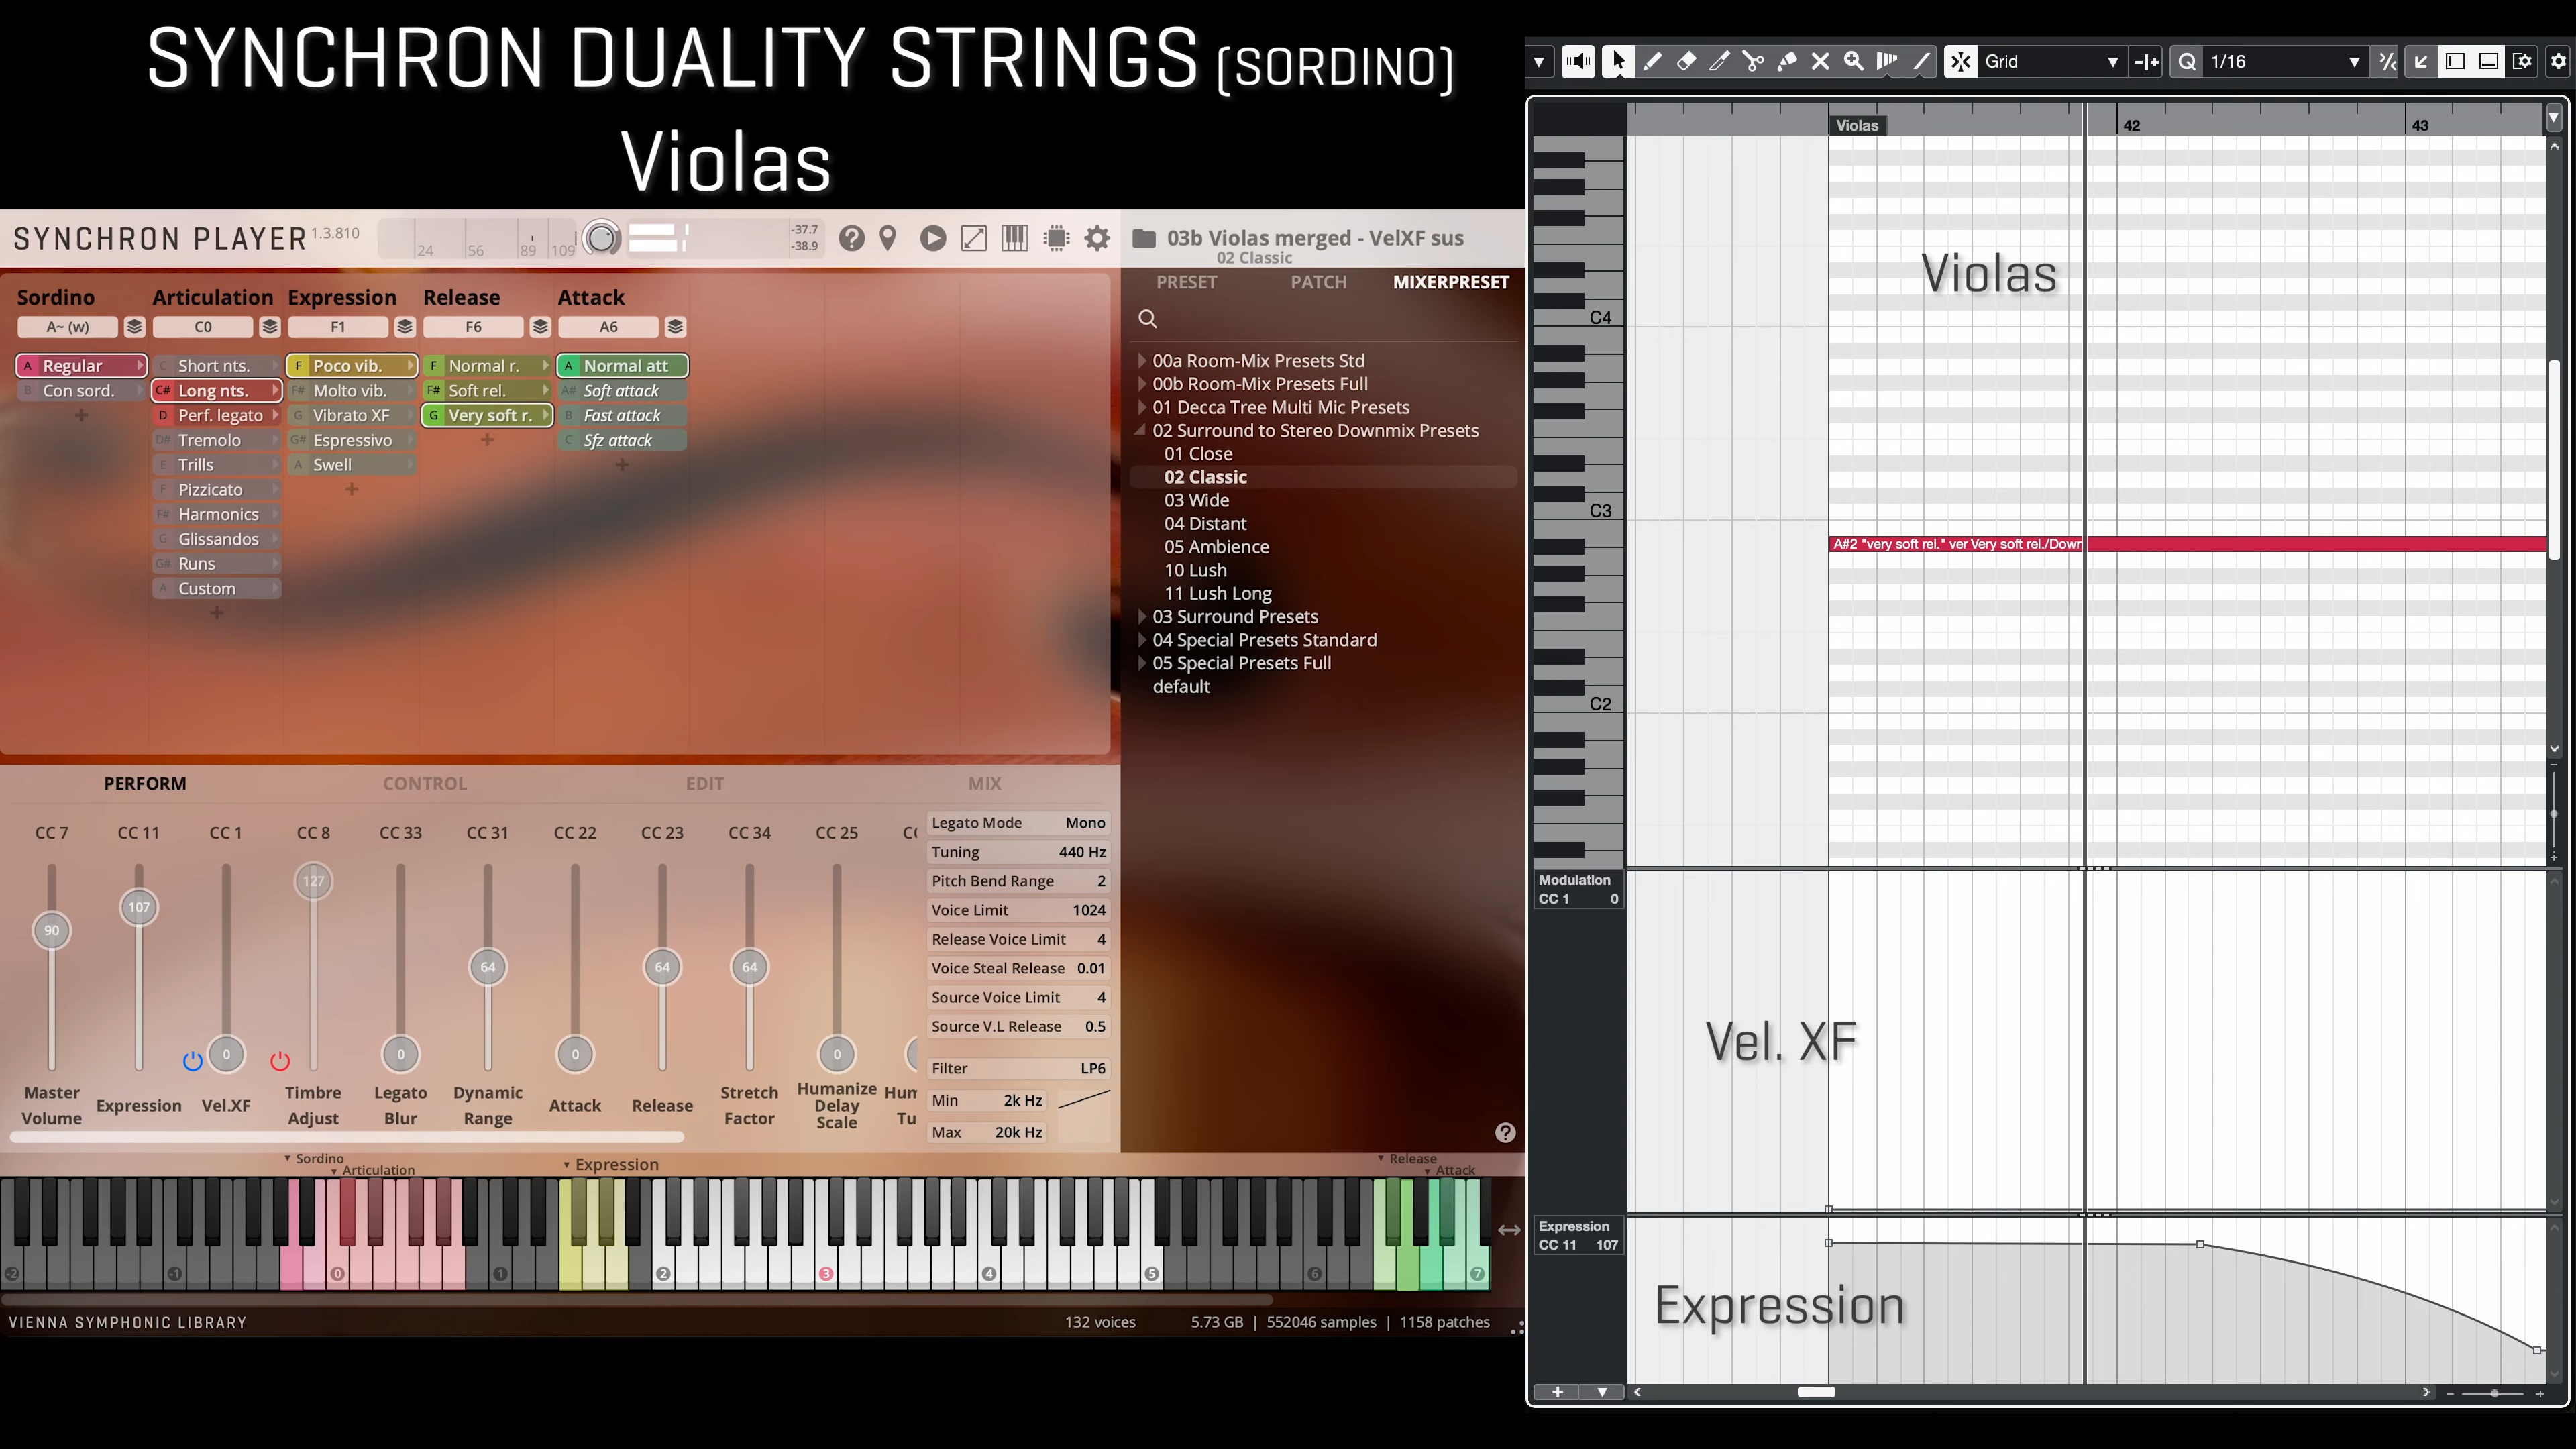 SYNCHRON DUALITY STRINGS (SORDINO)
Violas
SYNCHRON PLAYER 1.3.810
24 56 89 109
-37.7
-38.9
03b Violas merged - VelXF sus
02 Classic
Sordino Articulation Expression Release Attack
A~ (w) C0 F1 F6 A6
A Regular
B Con sord.
+
C Short nts.
C# Long nts.
D Perf. legato
D# Tremolo
E Trills
F Pizzicato
F# Harmonics
G Glissandos
G# Runs
A Custom
+
F Poco vib.
F# Molto vib.
G Vibrato XF
G# Espressivo
A Swell
+
F Normal r.
F# Soft rel.
G Very soft r.
+
A Normal att
A# Soft attack
B Fast attack
C Sfz attack
+
PRESET PATCH MIXERPRESET
00a Room-Mix Presets Std
00b Room-Mix Presets Full
01 Decca Tree Multi Mic Presets
02 Surround to Stereo Downmix Presets
01 Close
02 Classic
03 Wide
04 Distant
05 Ambience
10 Lush
11 Lush Long
03 Surround Presets
04 Special Presets Standard
05 Special Presets Full
default
PERFORM CONTROL EDIT MIX
CC 7 CC 11 CC 1 CC 8 CC 33 CC 31 CC 22 CC 23 CC 34 CC 25
90 107 0 127 0 64 0 64 64 0
Master Volume
Expression
Vel.XF
Timbre Adjust
Legato Blur
Dynamic Range
Attack
Release
Stretch Factor
Humanize Delay Scale
Hum
Tu
Legato Mode Mono
Tuning 440 Hz
Pitch Bend Range 2
Voice Limit 1024
Release Voice Limit 4
Voice Steal Release 0.01
Source Voice Limit 4
Source V.L Release 0.5
Filter LP6
Min 2k Hz
Max 20k Hz
Sordino
Articulation
Expression
Release
Attack
-2 -1 0 1 2 3 4 5 6 7
VIENNA SYMPHONIC LIBRARY
132 voices 5.73 GB | 552046 samples | 1158 patches
Grid
Q 1/16
Violas 42 43
Violas
C4
C3
A#2 "very soft rel." ver Very soft rel./Down
C2
Modulation
CC 1 0
Vel. XF
Expression
CC 11 107
Expression